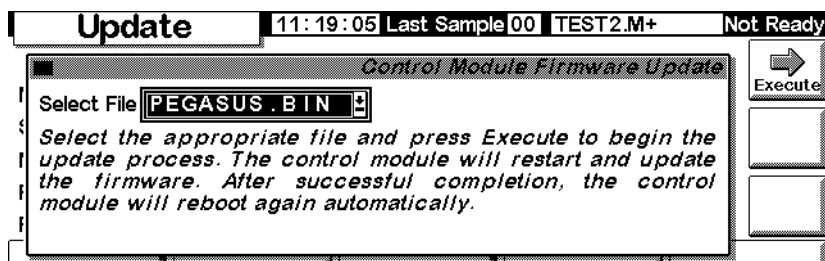 Update 11:19:05 Last Sample 00 TEST2.M+ Not Ready
Control Module Firmware Update
Execute
Select File PEGASUS.BIN
Select the appropriate file and press Execute to begin the
update process. The control module will restart and update
the firmware. After successful completion, the control
module will reboot again automatically.